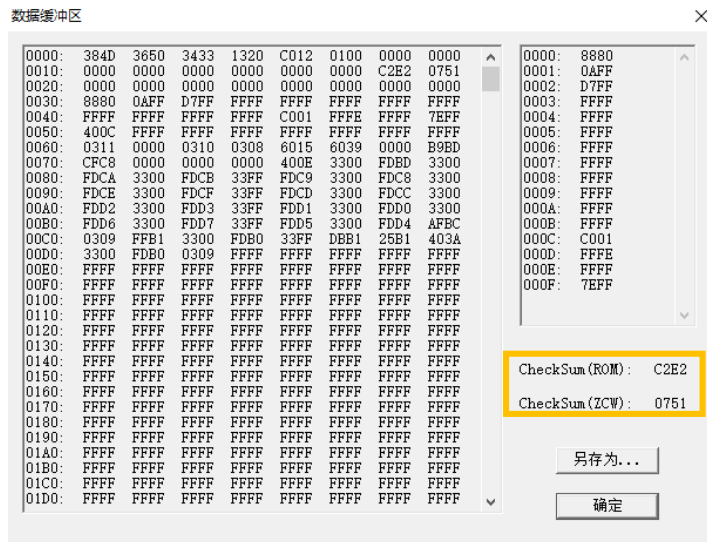 数据缓冲区
0000: 384D 3650 3433 1320 C012 0100 0000 0000
0010: 0000 0000 0000 0000 0000 0000 C2E2 0751
0020: 0000 0000 0000 0000 0000 0000 0000 0000
0030: 8880 0AFF D7FF FFFF FFFF FFFF FFFF FFFF
0040: FFFF FFFF FFFF FFFF C001 FFFE FFFF 7EFF
0050: 400C FFFF FFFF FFFF FFFF FFFF FFFF FFFF
0060: 0311 0000 0310 0308 6015 6039 0000 B9BD
0070: CFC8 0000 0000 0000 400E 3300 FDBD 3300
0080: FDCA 3300 FDCB 33FF FDC9 3300 FDC8 3300
0090: FDCE 3300 FDCF 33FF FDCD 3300 FDCC 3300
00A0: FDD2 3300 FDD3 33FF FDD1 3300 FDD0 3300
00B0: FDD6 3300 FDD7 33FF FDD5 3300 FDD4 AFBC
00C0: 0309 FFB1 3300 FDB0 33FF DBB1 25B1 403A
00D0: 3300 FDB0 0309 FFFF FFFF FFFF FFFF FFFF
00E0: FFFF FFFF FFFF FFFF FFFF FFFF FFFF FFFF
00F0: FFFF FFFF FFFF FFFF FFFF FFFF FFFF FFFF
0100: FFFF FFFF FFFF FFFF FFFF FFFF FFFF FFFF
0110: FFFF FFFF FFFF FFFF FFFF FFFF FFFF FFFF
0120: FFFF FFFF FFFF FFFF FFFF FFFF FFFF FFFF
0130: FFFF FFFF FFFF FFFF FFFF FFFF FFFF FFFF
0140: FFFF FFFF FFFF FFFF FFFF FFFF FFFF FFFF
0150: FFFF FFFF FFFF FFFF FFFF FFFF FFFF FFFF
0160: FFFF FFFF FFFF FFFF FFFF FFFF FFFF FFFF
0170: FFFF FFFF FFFF FFFF FFFF FFFF FFFF FFFF
0180: FFFF FFFF FFFF FFFF FFFF FFFF FFFF FFFF
0190: FFFF FFFF FFFF FFFF FFFF FFFF FFFF FFFF
01A0: FFFF FFFF FFFF FFFF FFFF FFFF FFFF FFFF
01B0: FFFF FFFF FFFF FFFF FFFF FFFF FFFF FFFF
01C0: FFFF FFFF FFFF FFFF FFFF FFFF FFFF FFFF
01D0: FFFF FFFF FFFF FFFF FFFF FFFF FFFF FFFF
0000: 8880
0001: 0AFF
0002: D7FF
0003: FFFF
0004: FFFF
0005: FFFF
0006: FFFF
0007: FFFF
0008: FFFF
0009: FFFF
000A: FFFF
000B: FFFF
000C: C001
000D: FFFE
000E: FFFF
000F: 7EFF
CheckSum(ROM): C2E2
CheckSum(ZCW): 0751
另存为...
确定